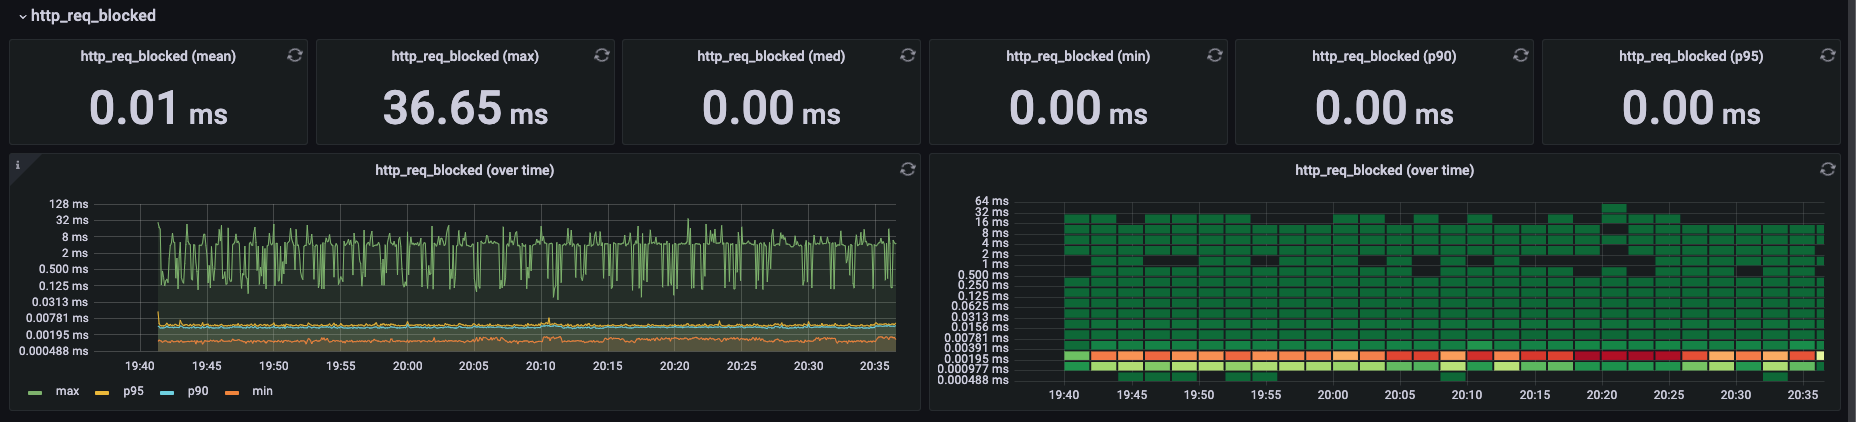 http_req_blocked
http_req_blocked (mean)
0.01 ms
http_req_blocked (max)
36.65 ms
http_req_blocked (med)
0.00 ms
http_req_blocked (min)
0.00 ms
http_req_blocked (p90)
0.00 ms
http_req_blocked (p95)
0.00 ms
i
http_req_blocked (over time)
128 ms
32 ms
8 ms
2 ms
0.500 ms
0.125 ms
0.0313 ms
0.00781 ms
0.00195 ms
0.000488 ms
19:40 19:45 19:50 19:55 20:00 20:05 20:10 20:15 20:20 20:25 20:30 20:35
max p95 p90 min
http_req_blocked (over time)
64 ms
32 ms
16 ms
8 ms
4 ms
2 ms
1 ms
0.500 ms
0.250 ms
0.125 ms
0.0625 ms
0.0313 ms
0.0156 ms
0.00781 ms
0.00391 ms
0.00195 ms
0.000977 ms
0.000488 ms
19:40 19:45 19:50 19:55 20:00 20:05 20:10 20:15 20:20 20:25 20:30 20:35